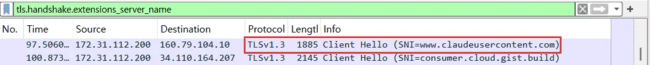 tls.handshake.extensions_server_name
No. Time Source Destination Protocol Lengtl Info
97.5060… 172.31.112.200 160.79.104.10 TLSv1.3 1885 Client Hello (SNI=www.claudeusercontent.com)
100.873… 172.31.112.200 34.110.164.207 TLSv1.3 2145 Client Hello (SNI=consumer.cloud.gist.build)